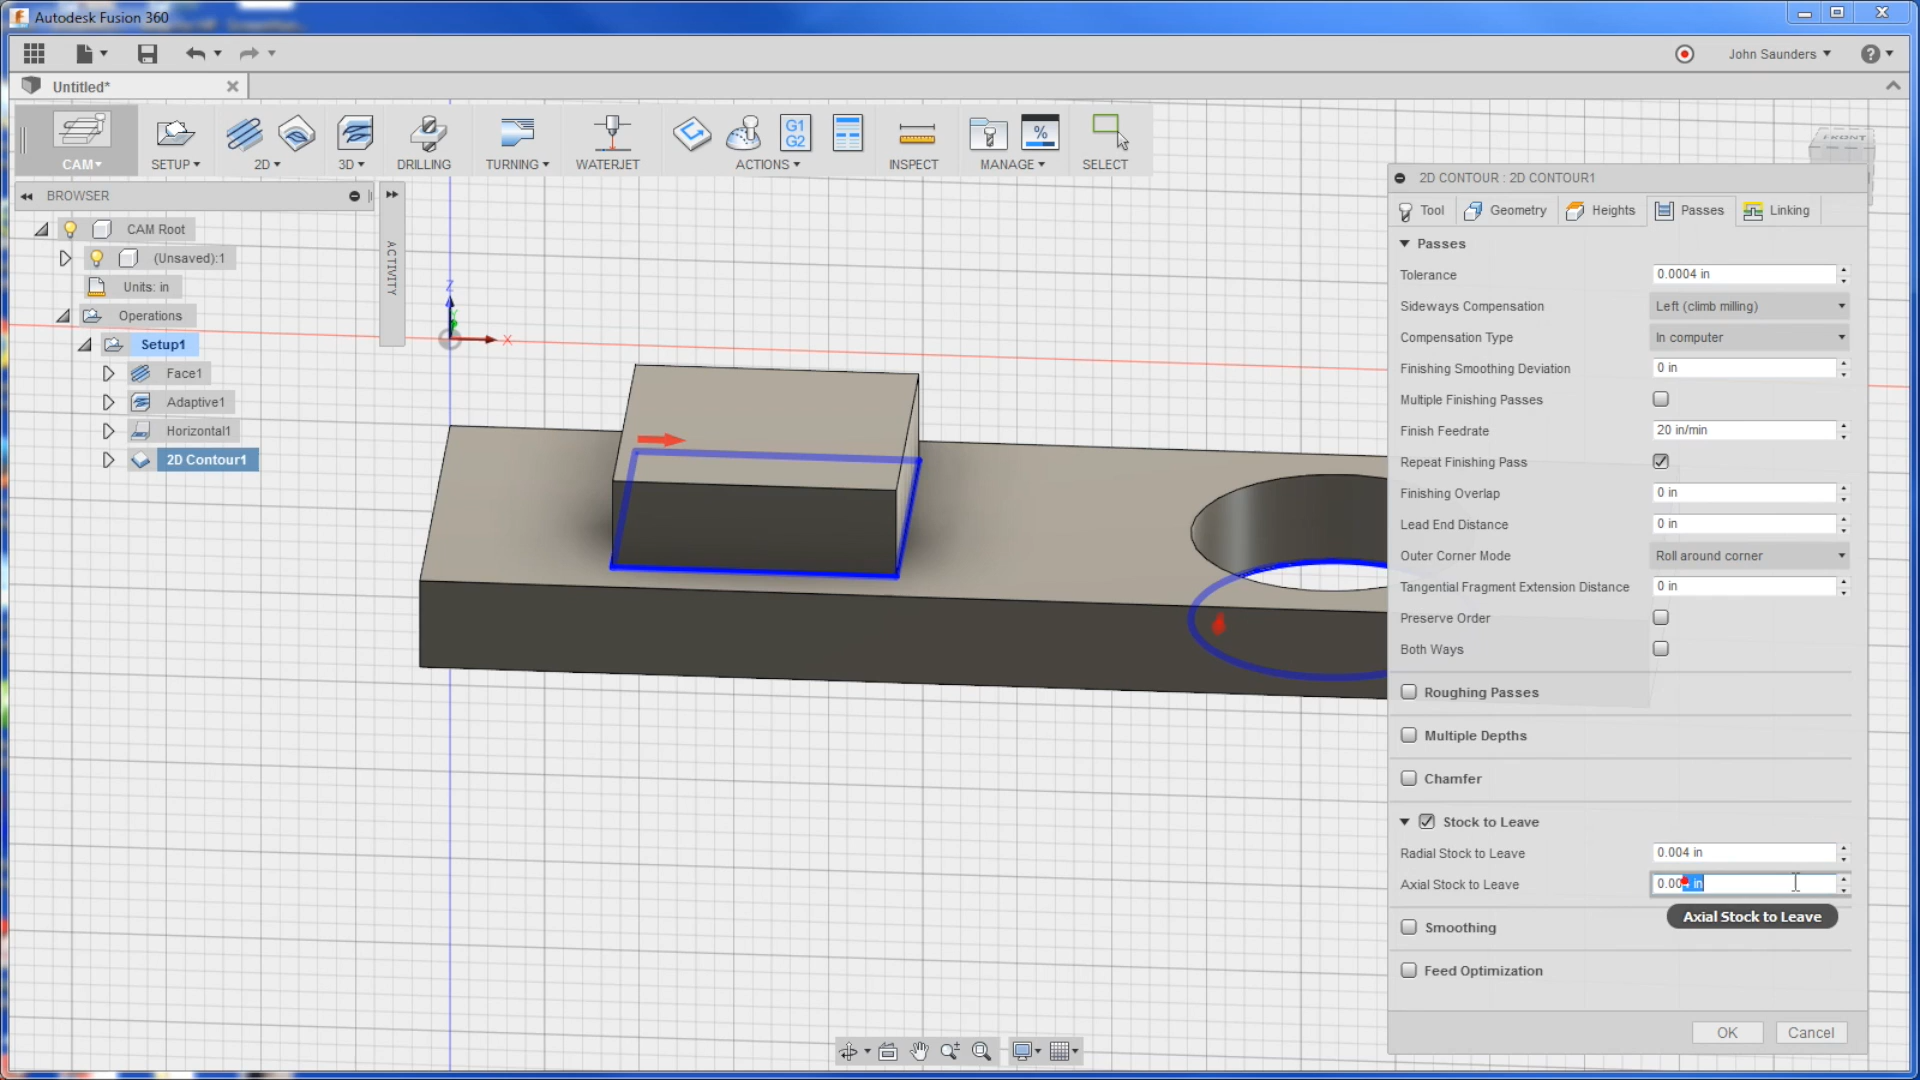 Autodesk Fusion 360
John Saunders
Untitled*
CAM
SETUP
2D
3D
DRILLING
TURNING
WATERJET
G1
G2
ACTIONS
INSPECT
%
MANAGE
SELECT
BROWSER
ACTIVITY
CAM Root
(Unsaved):1
Units: in
Operations
Setup1
Face1
Adaptive1
Horizontal1
2D Contour1
Z
X
FRONT
2D CONTOUR : 2D CONTOUR1
Tool
Geometry
Heights
Passes
Linking
Passes
Tolerance 0.0004 in
Sideways Compensation Left (climb milling)
Compensation Type In computer
Finishing Smoothing Deviation 0 in
Multiple Finishing Passes
Finish Feedrate 20 in/min
Repeat Finishing Pass
Finishing Overlap 0 in
Lead End Distance 0 in
Outer Corner Mode Roll around corner
Tangential Fragment Extension Distance 0 in
Preserve Order
Both Ways
Roughing Passes
Multiple Depths
Chamfer
Stock to Leave
Radial Stock to Leave 0.004 in
Axial Stock to Leave 0.004 in
Axial Stock to Leave
Smoothing
Feed Optimization
OK
Cancel